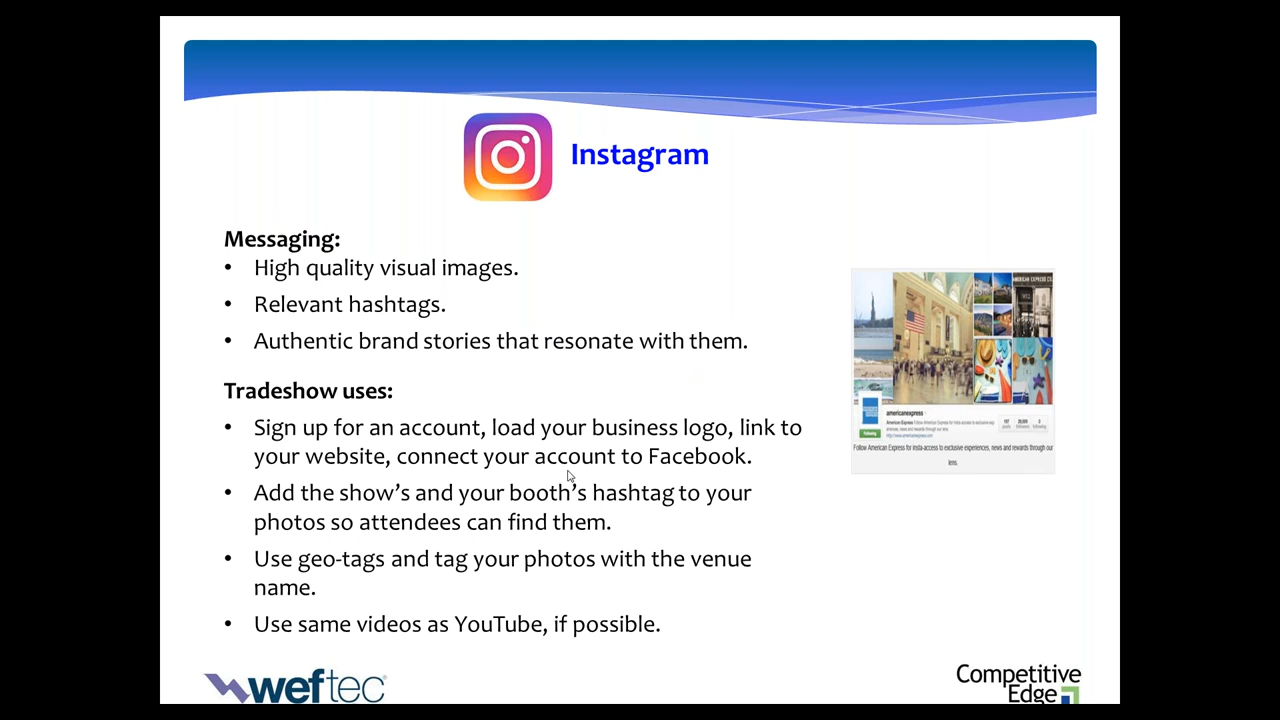 Instagram
Messaging:
• High quality visual images.
• Relevant hashtags.
• Authentic brand stories that resonate with them.
Tradeshow uses:
• Sign up for an account, load your business logo, link to
your website, connect your account to Facebook.
• Add the show’s and your booth’s hashtag to your
photos so attendees can find them.
• Use geo-tags and tag your photos with the venue
name.
• Use same videos as YouTube, if possible.
AMERICAN EXPRESS CO.
americanexpress
Following
Follow American Express for insta-access to exclusive experiences, news and rewards through our
lens.
weftec
Competitive
Edge